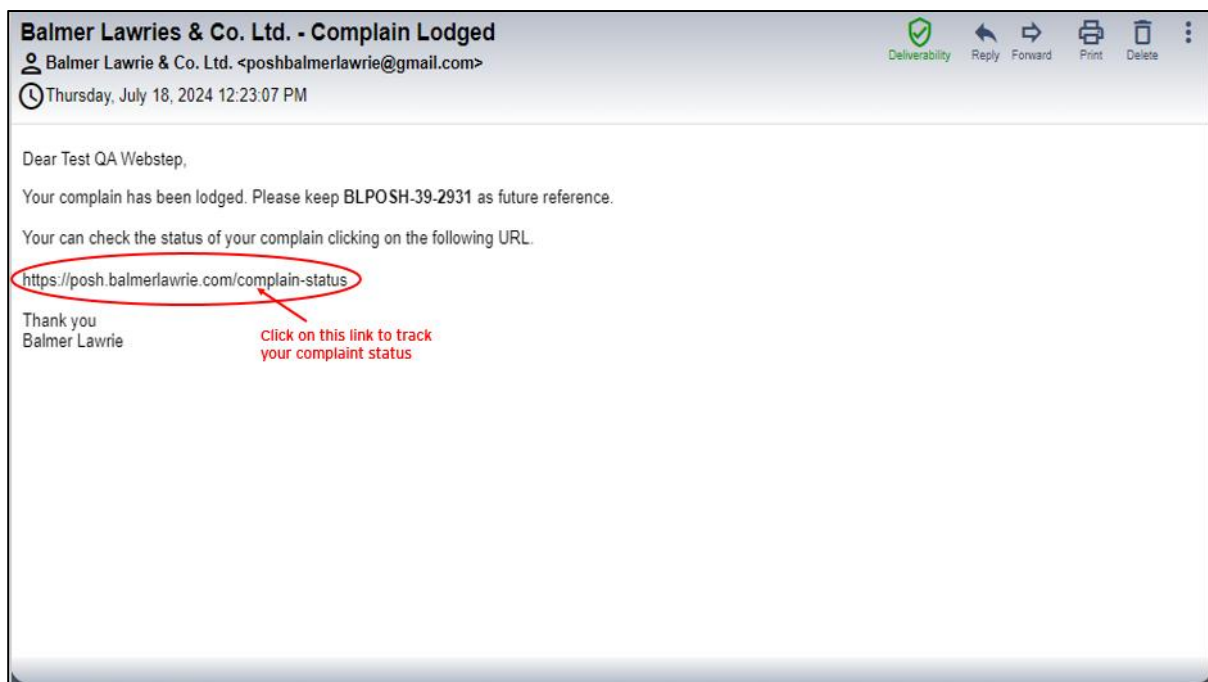 Balmer Lawries & Co. Ltd. - Complain Lodged
Balmer Lawrie & Co. Ltd. <poshbalmerlawrie@gmail.com>
Thursday, July 18, 2024 12:23:07 PM
Deliverability Reply Forward Print Delete
Dear Test QA Webstep,
Your complain has been lodged. Please keep BLPOSH-39-2931 as future reference.
Your can check the status of your complain clicking on the following URL.
https://posh.balmerlawrie.com/complain-status
Thank you
Balmer Lawrie
Click on this link to track
your complaint status